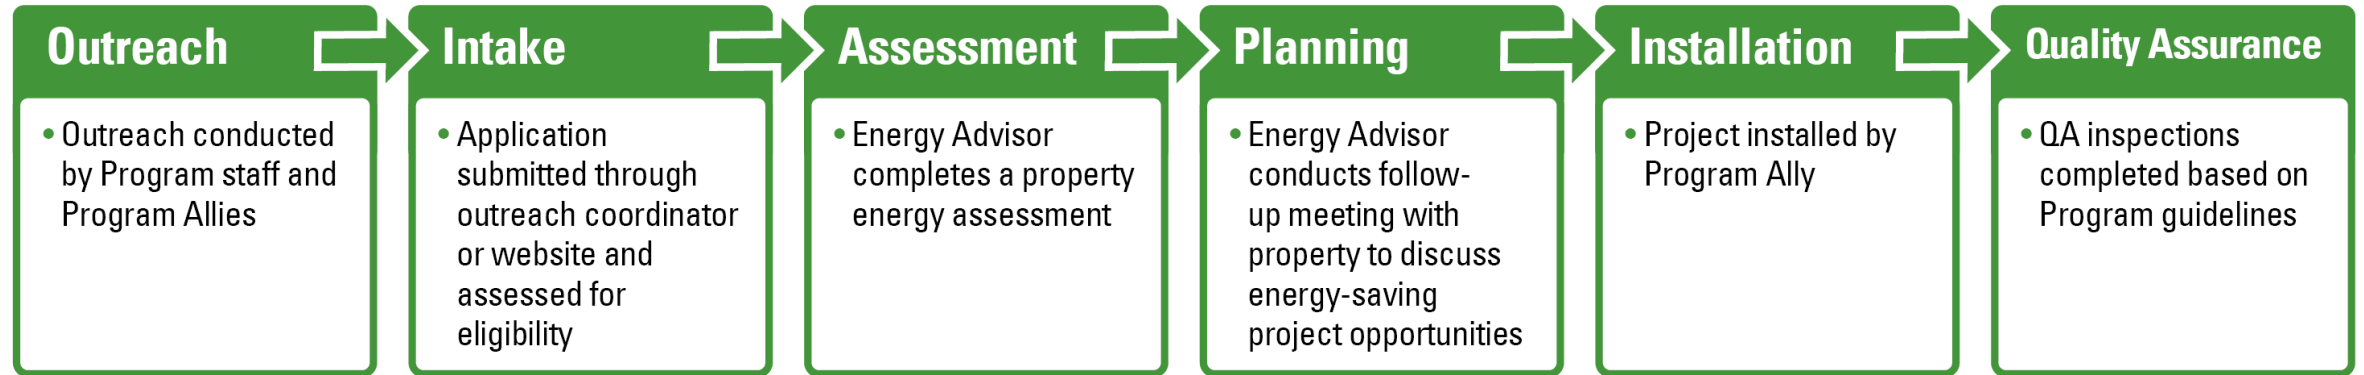 Outreach
• Outreach conducted
by Program staff and
Program Allies
Intake
• Application
submitted through
outreach coordinator
or website and
assessed for
eligibility
Assessment
• Energy Advisor
completes a property
energy assessment
Planning
• Energy Advisor
conducts follow-
up meeting with
property to discuss
energy-saving
project opportunities
Installation
• Project installed by
Program Ally
Quality Assurance
• QA inspections
completed based on
Program guidelines